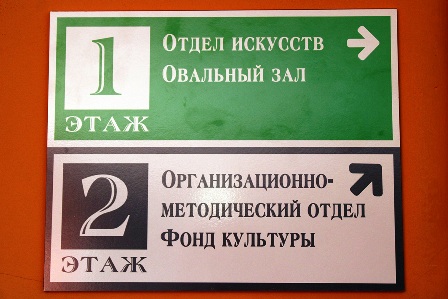 1
ЭТАЖ
ОТДЕЛ ИСКУССТВ
ОВАЛЬНЫЙ ЗАЛ
2
ЭТАЖ
ОРГАНИЗАЦИОННО-
МЕТОДИЧЕСКИЙ ОТДЕЛ
ФОНД КУЛЬТУРЫ